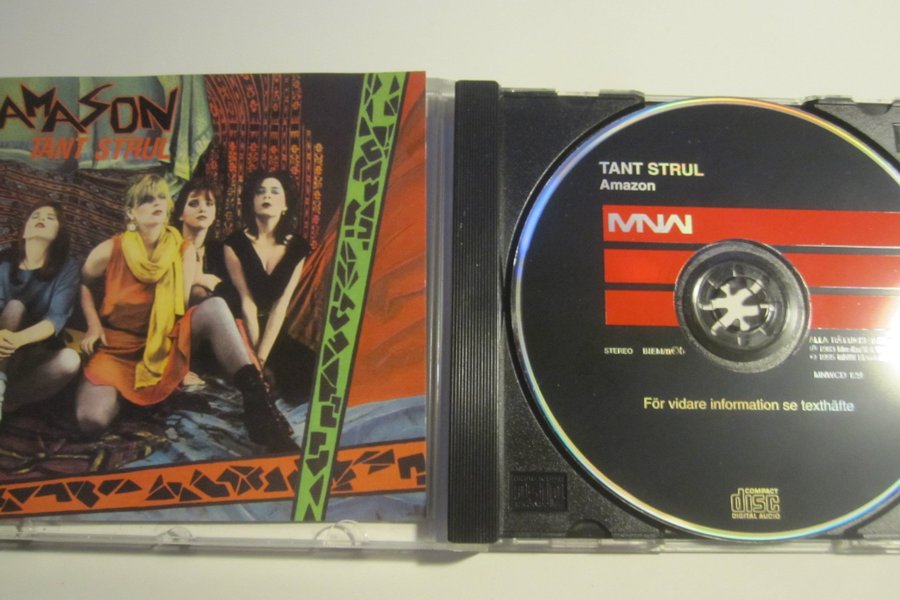 AMASON
TANT STRUL
TANT STRUL
Amazon
MNW
STEREO
För vidare information se texthäfte
COMPACT
disc
DIGITAL AUDIO